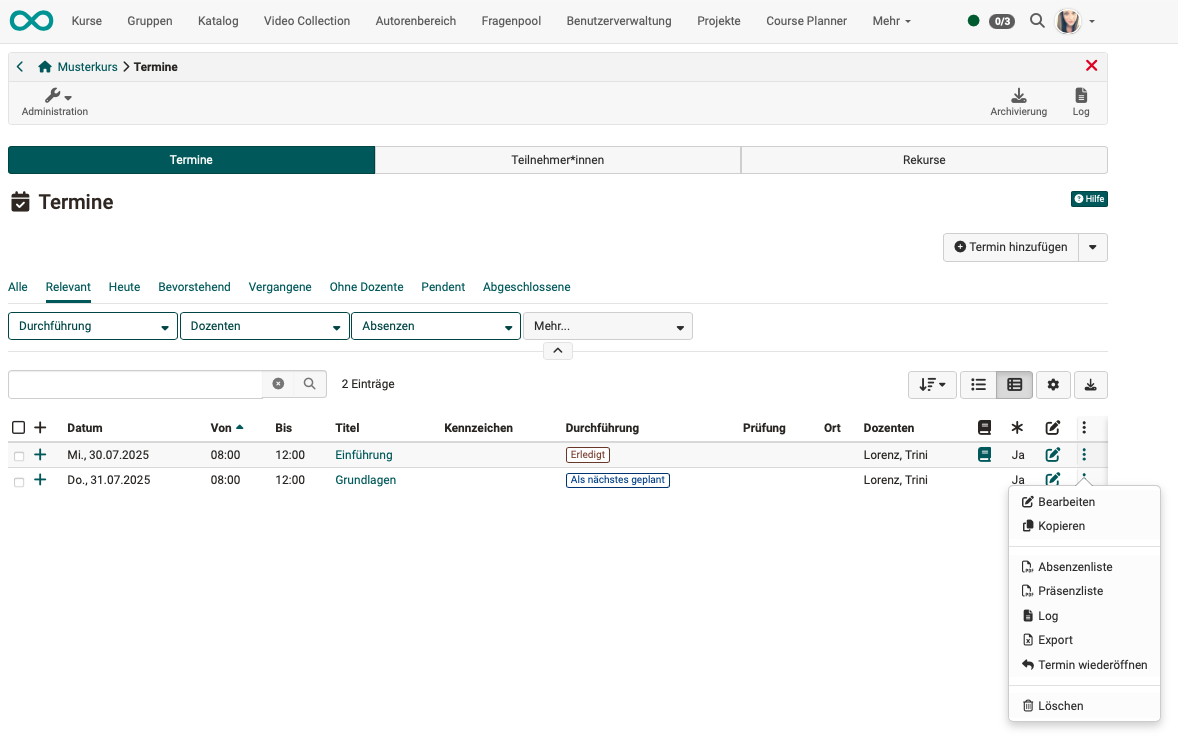 Kurse Gruppen Katalog Video Collection Autorenbereich Fragenpool Benutzerverwaltung Projekte Course Planner Mehr 0/3
Musterkurs Termine
Administration Archivierung Log
Termine Teilnehmer*innen Rekurse
Termine Hilfe
Termin hinzufügen
Alle Relevant Heute Bevorstehend Vergangene Ohne Dozente Pendent Abgeschlossene
Durchführung Dozenten Absenzen Mehr...
2 Einträge
Datum Von Bis Titel Kennzeichen Durchführung Prüfung Ort Dozenten
Mi., 30.07.2025 08:00 12:00 Einführung Erledigt Lorenz, Trini Ja
Do., 31.07.2025 08:00 12:00 Grundlagen Als nächstes geplant Lorenz, Trini Ja
Bearbeiten
Kopieren
Absenzenliste
Präsenzliste
Log
Export
Termin wiederöffnen
Löschen